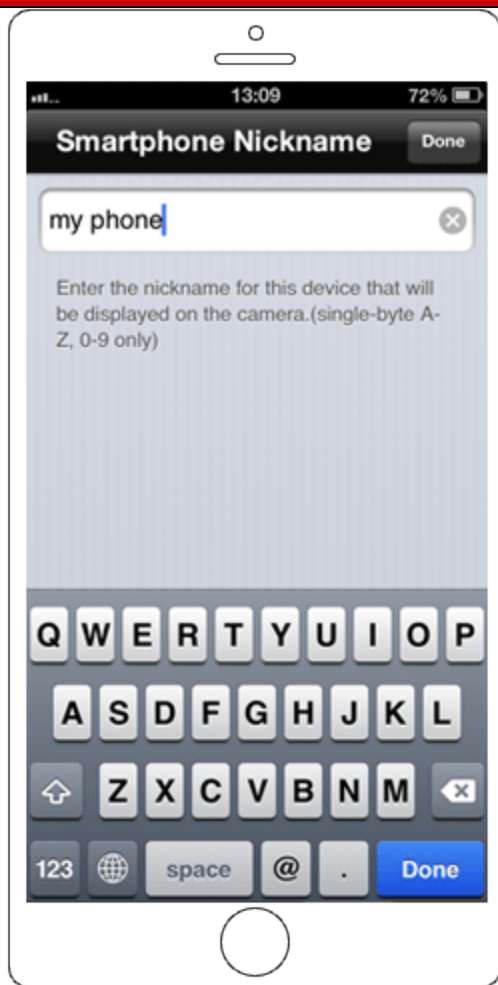 13:09 72%
Smartphone Nickname Done
my phone
Enter the nickname for this device that will
be displayed on the camera.(single-byte A-
Z, 0-9 only)
Q W E R T Y U I O P
A S D F G H J K L
Z X C V B N M
123 space @ . Done